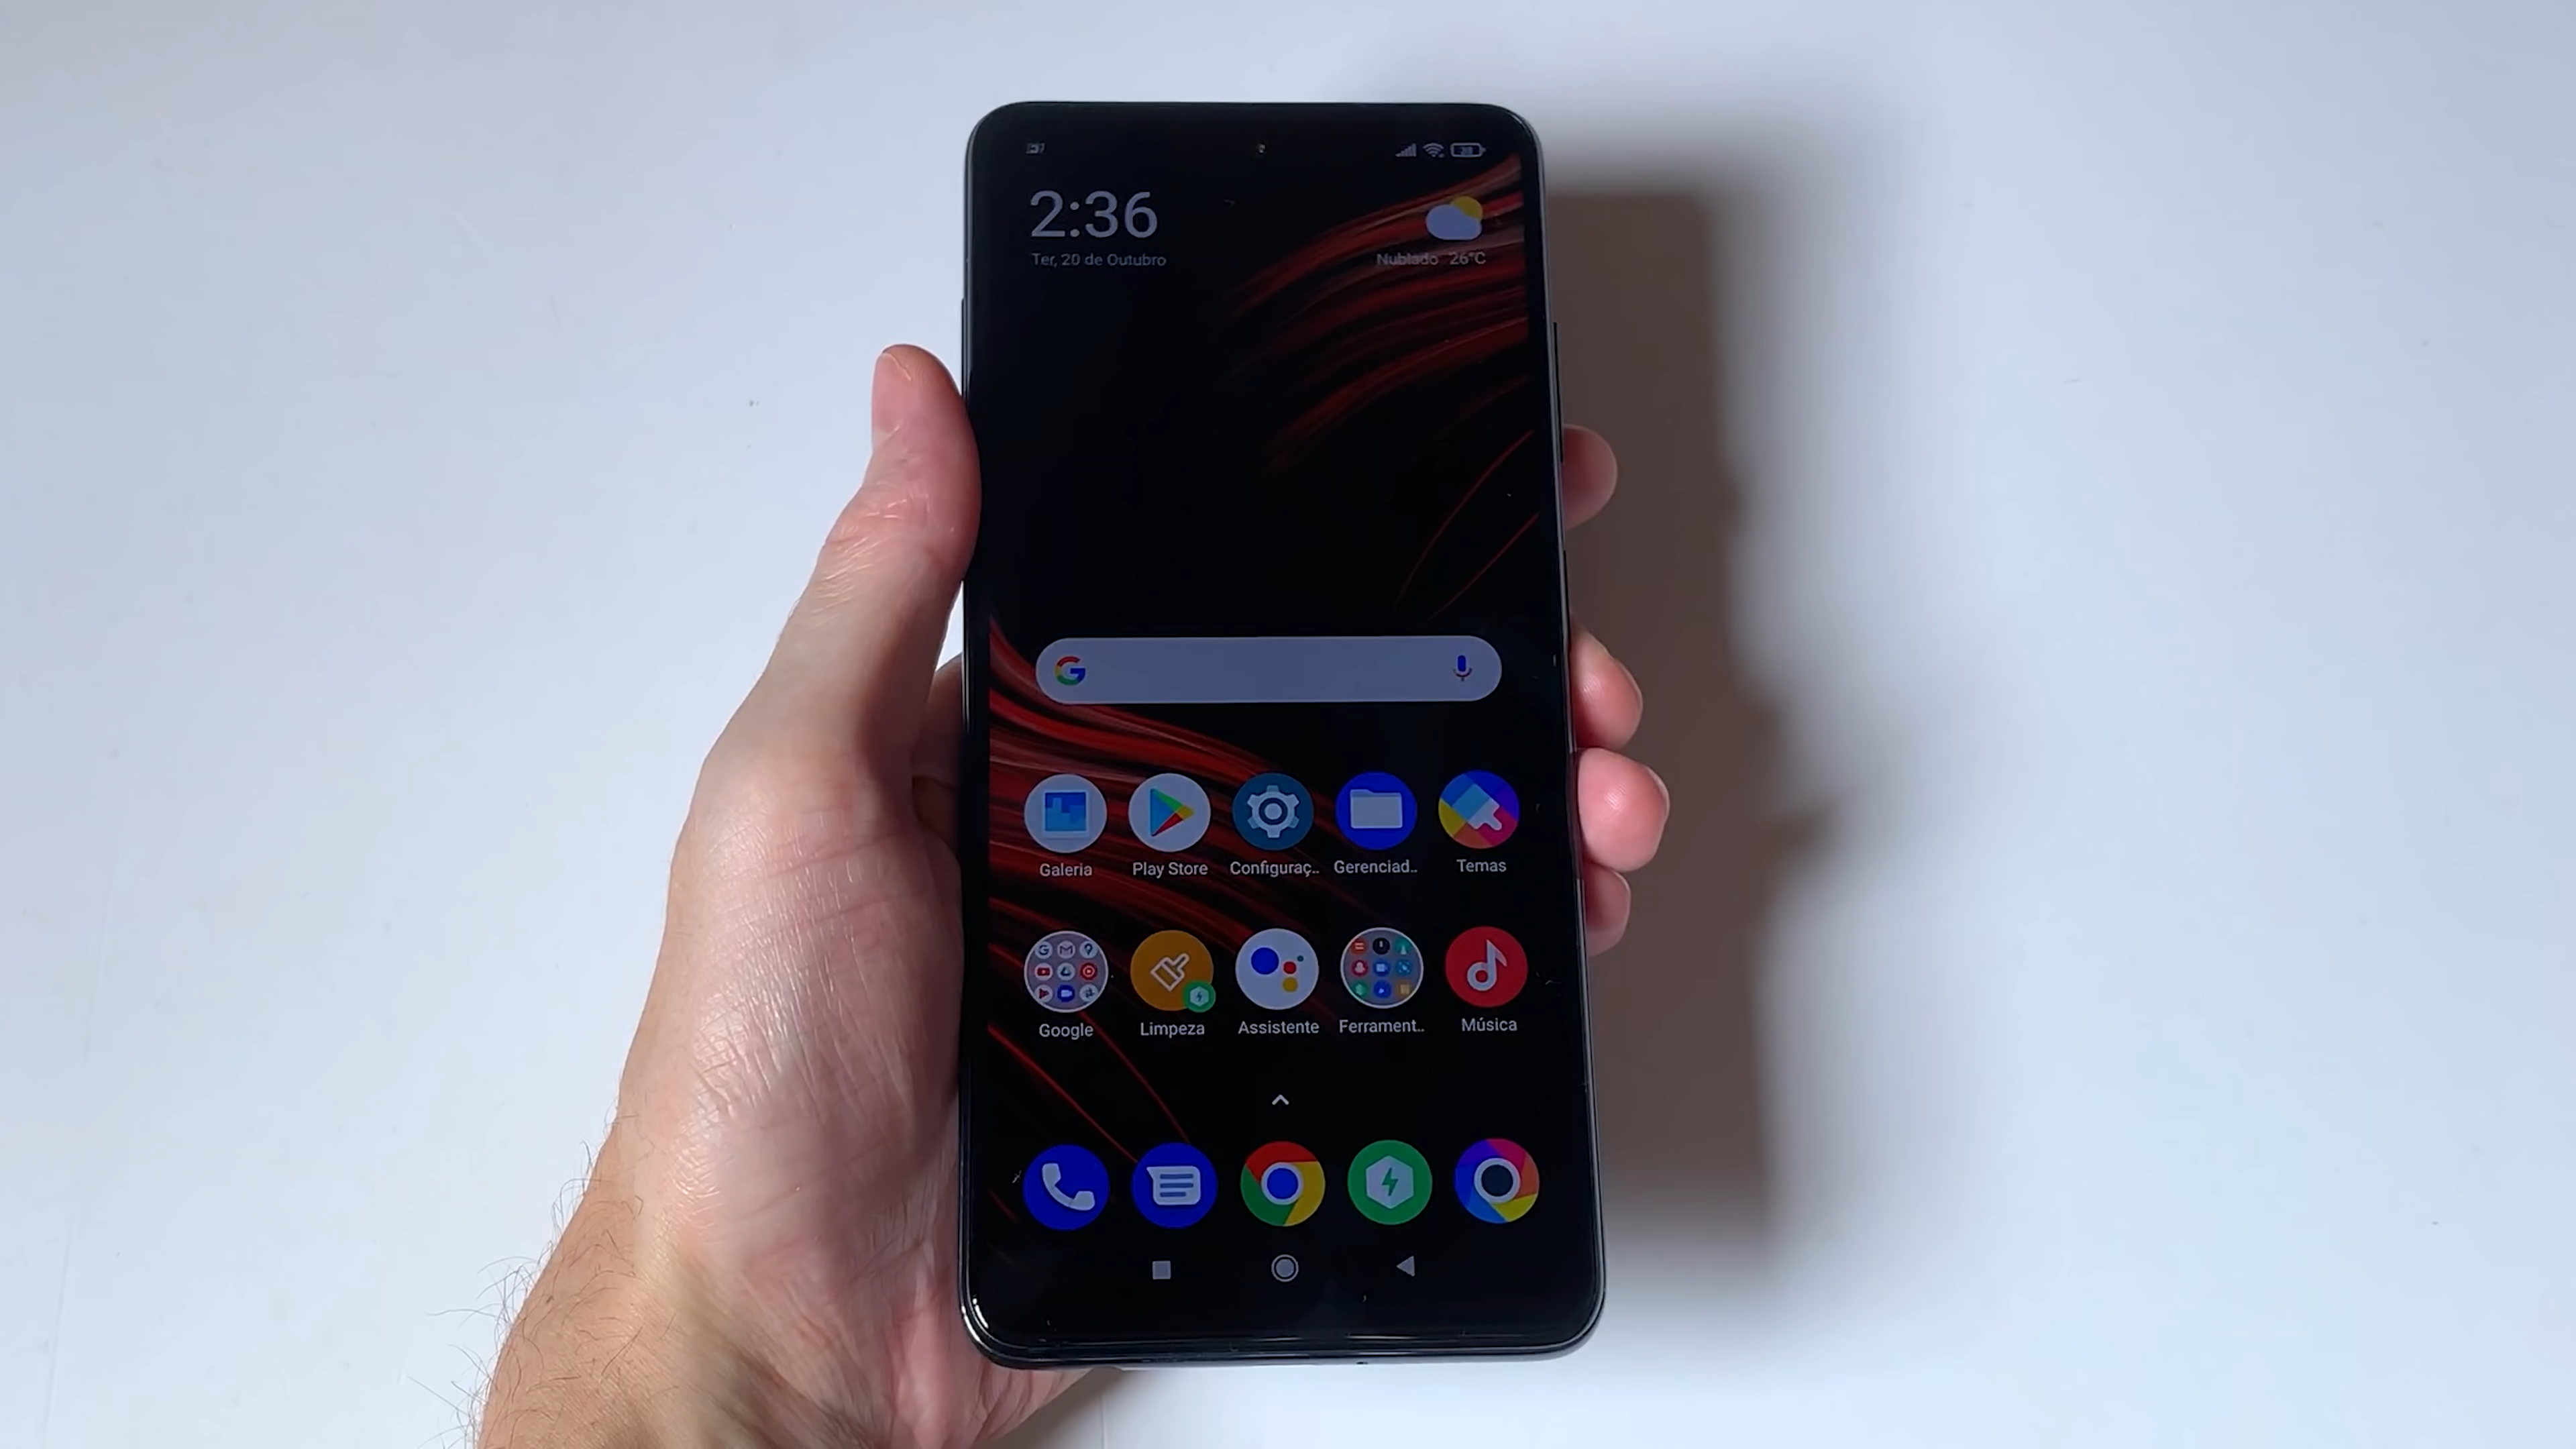 2:36
Ter, 20 de Outubro
Nublado 26°C
Galeria
Play Store
Configuraç..
Gerenciad..
Temas
Google
Limpeza
Assistente
Ferrament..
Música